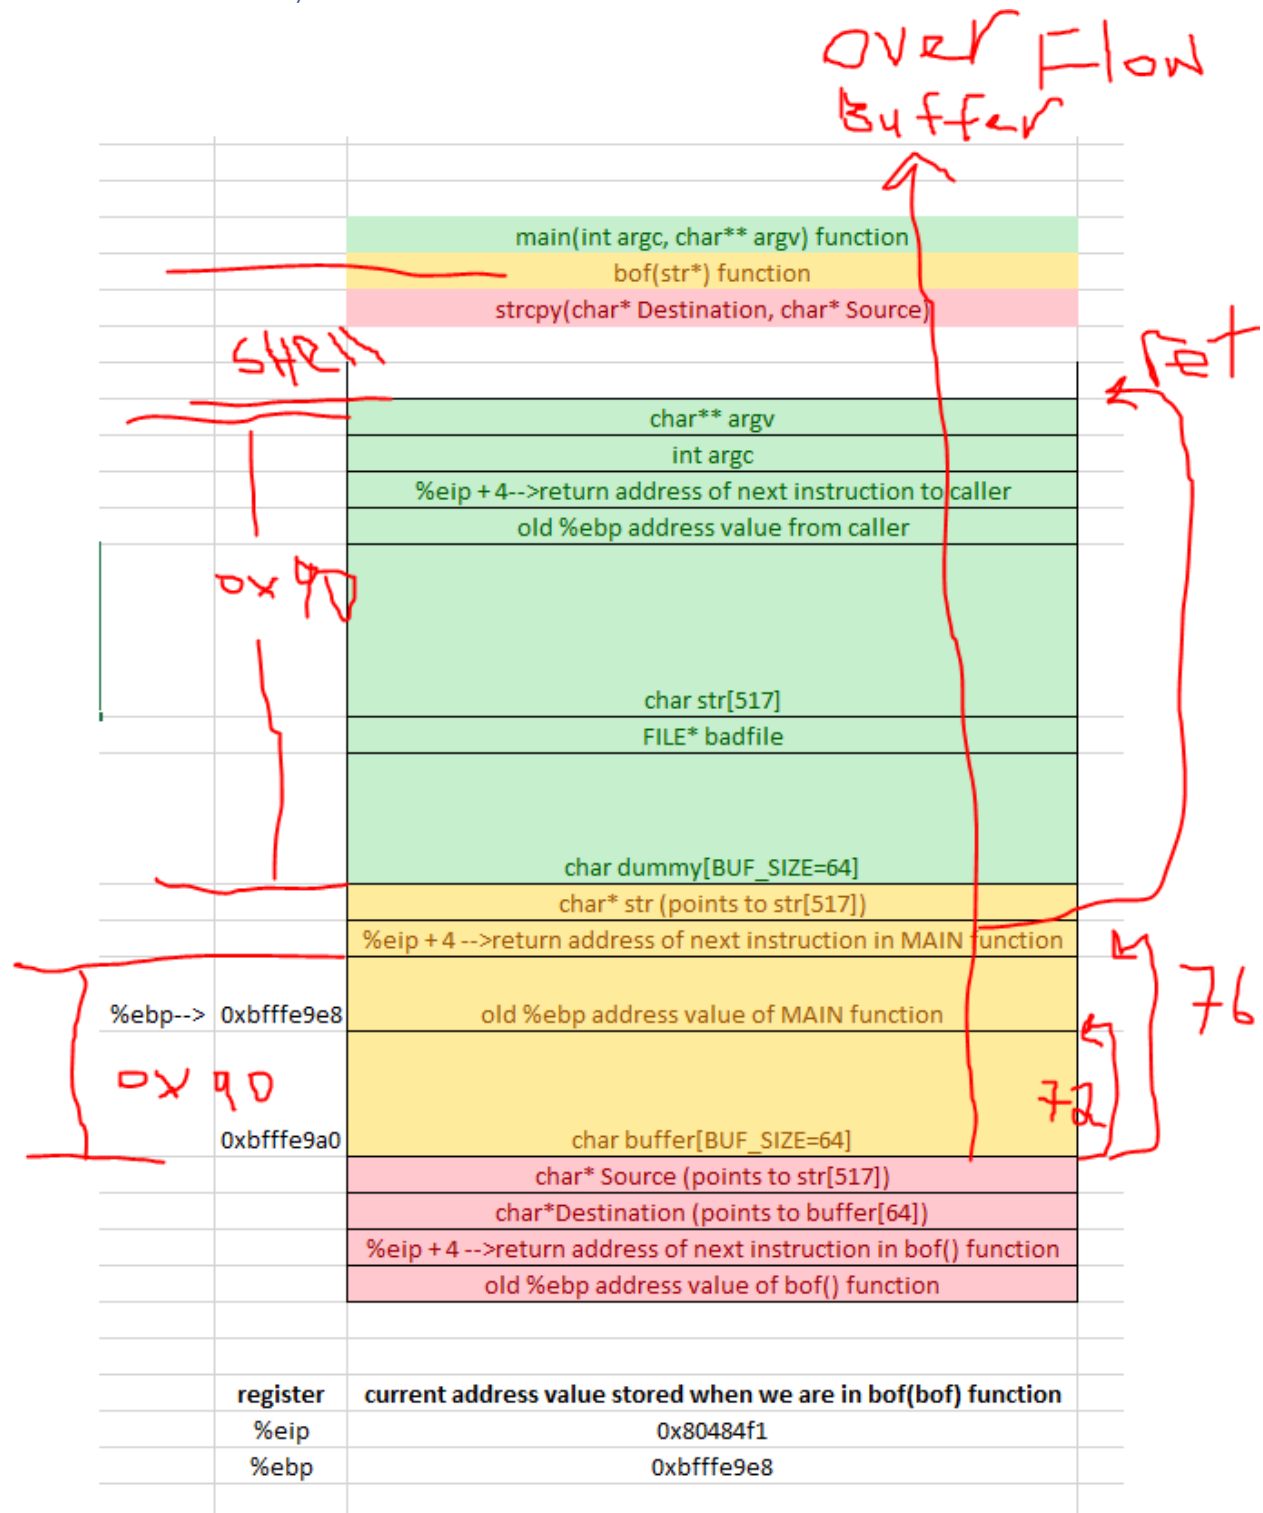 over Flow
Buffer
main(int argc, char** argv) function
bof(str*) function
strcpy(char* Destination, char* Source)
SHell
ret
char** argv
int argc
%eip + 4-->return address of next instruction to caller
old %ebp address value from caller
0x90
char str[517]
FILE* badfile
char dummy[BUF_SIZE=64]
char* str (points to str[517])
%eip + 4 -->return address of next instruction in MAIN function
76
%ebp--> 0xbfffe9e8 old %ebp address value of MAIN function
0x90
72
0xbfffe9a0 char buffer[BUF_SIZE=64]
char* Source (points to str[517])
char*Destination (points to buffer[64])
%eip + 4 -->return address of next instruction in bof() function
old %ebp address value of bof() function
register current address value stored when we are in bof(bof) function
%eip 0x80484f1
%ebp 0xbfffe9e8